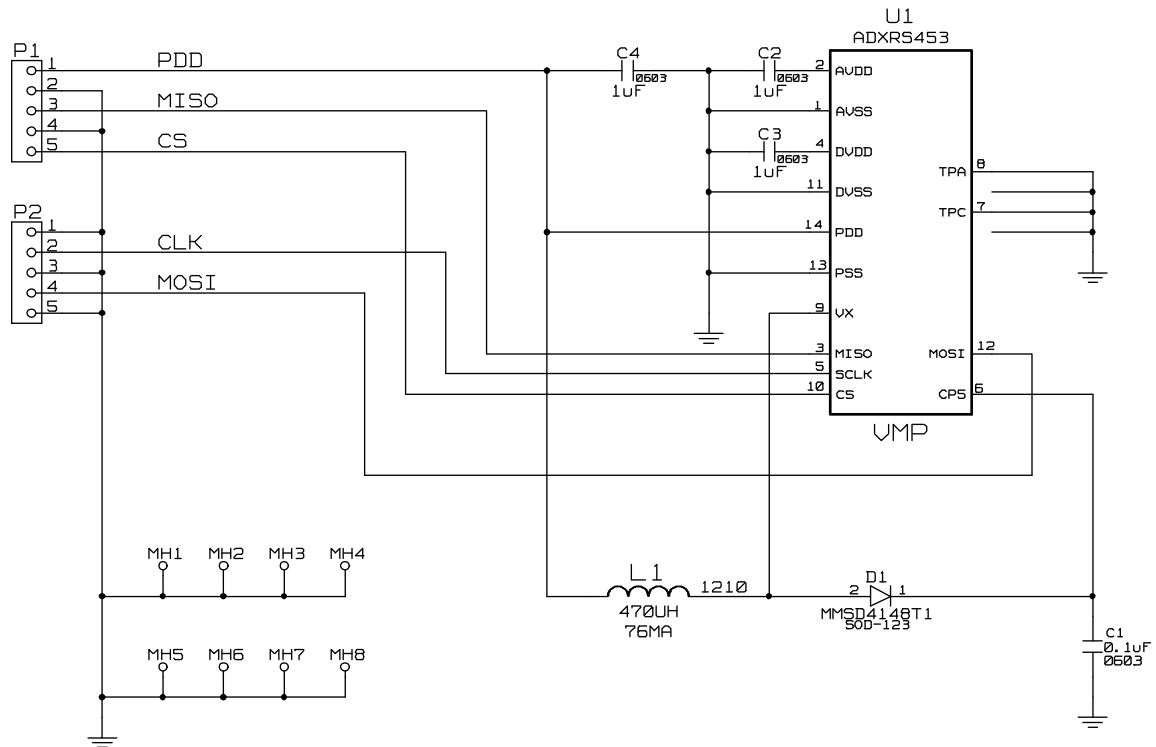 U1
ADXRS453
P1
1 PDD
2
3 MISO
4
5 CS
P2
1
2 CLK
3
4 MOSI
5
C4
0603
1uF
C2
0603
1uF
C3
0603
1uF
2 AVDD
1 AVSS
4 DVDD
11 DVSS
14 PDD
13 PSS
9 VX
3 MISO
5 SCLK
10 CS
TPA 8
TPC 7
MOSI 12
CP5 6
VMP
MH1 MH2 MH3 MH4
MH5 MH6 MH7 MH8
L1
1210
470UH
76MA
D1
2 1
MMSD4148T1
SOD-123
C1
0.1uF
0603